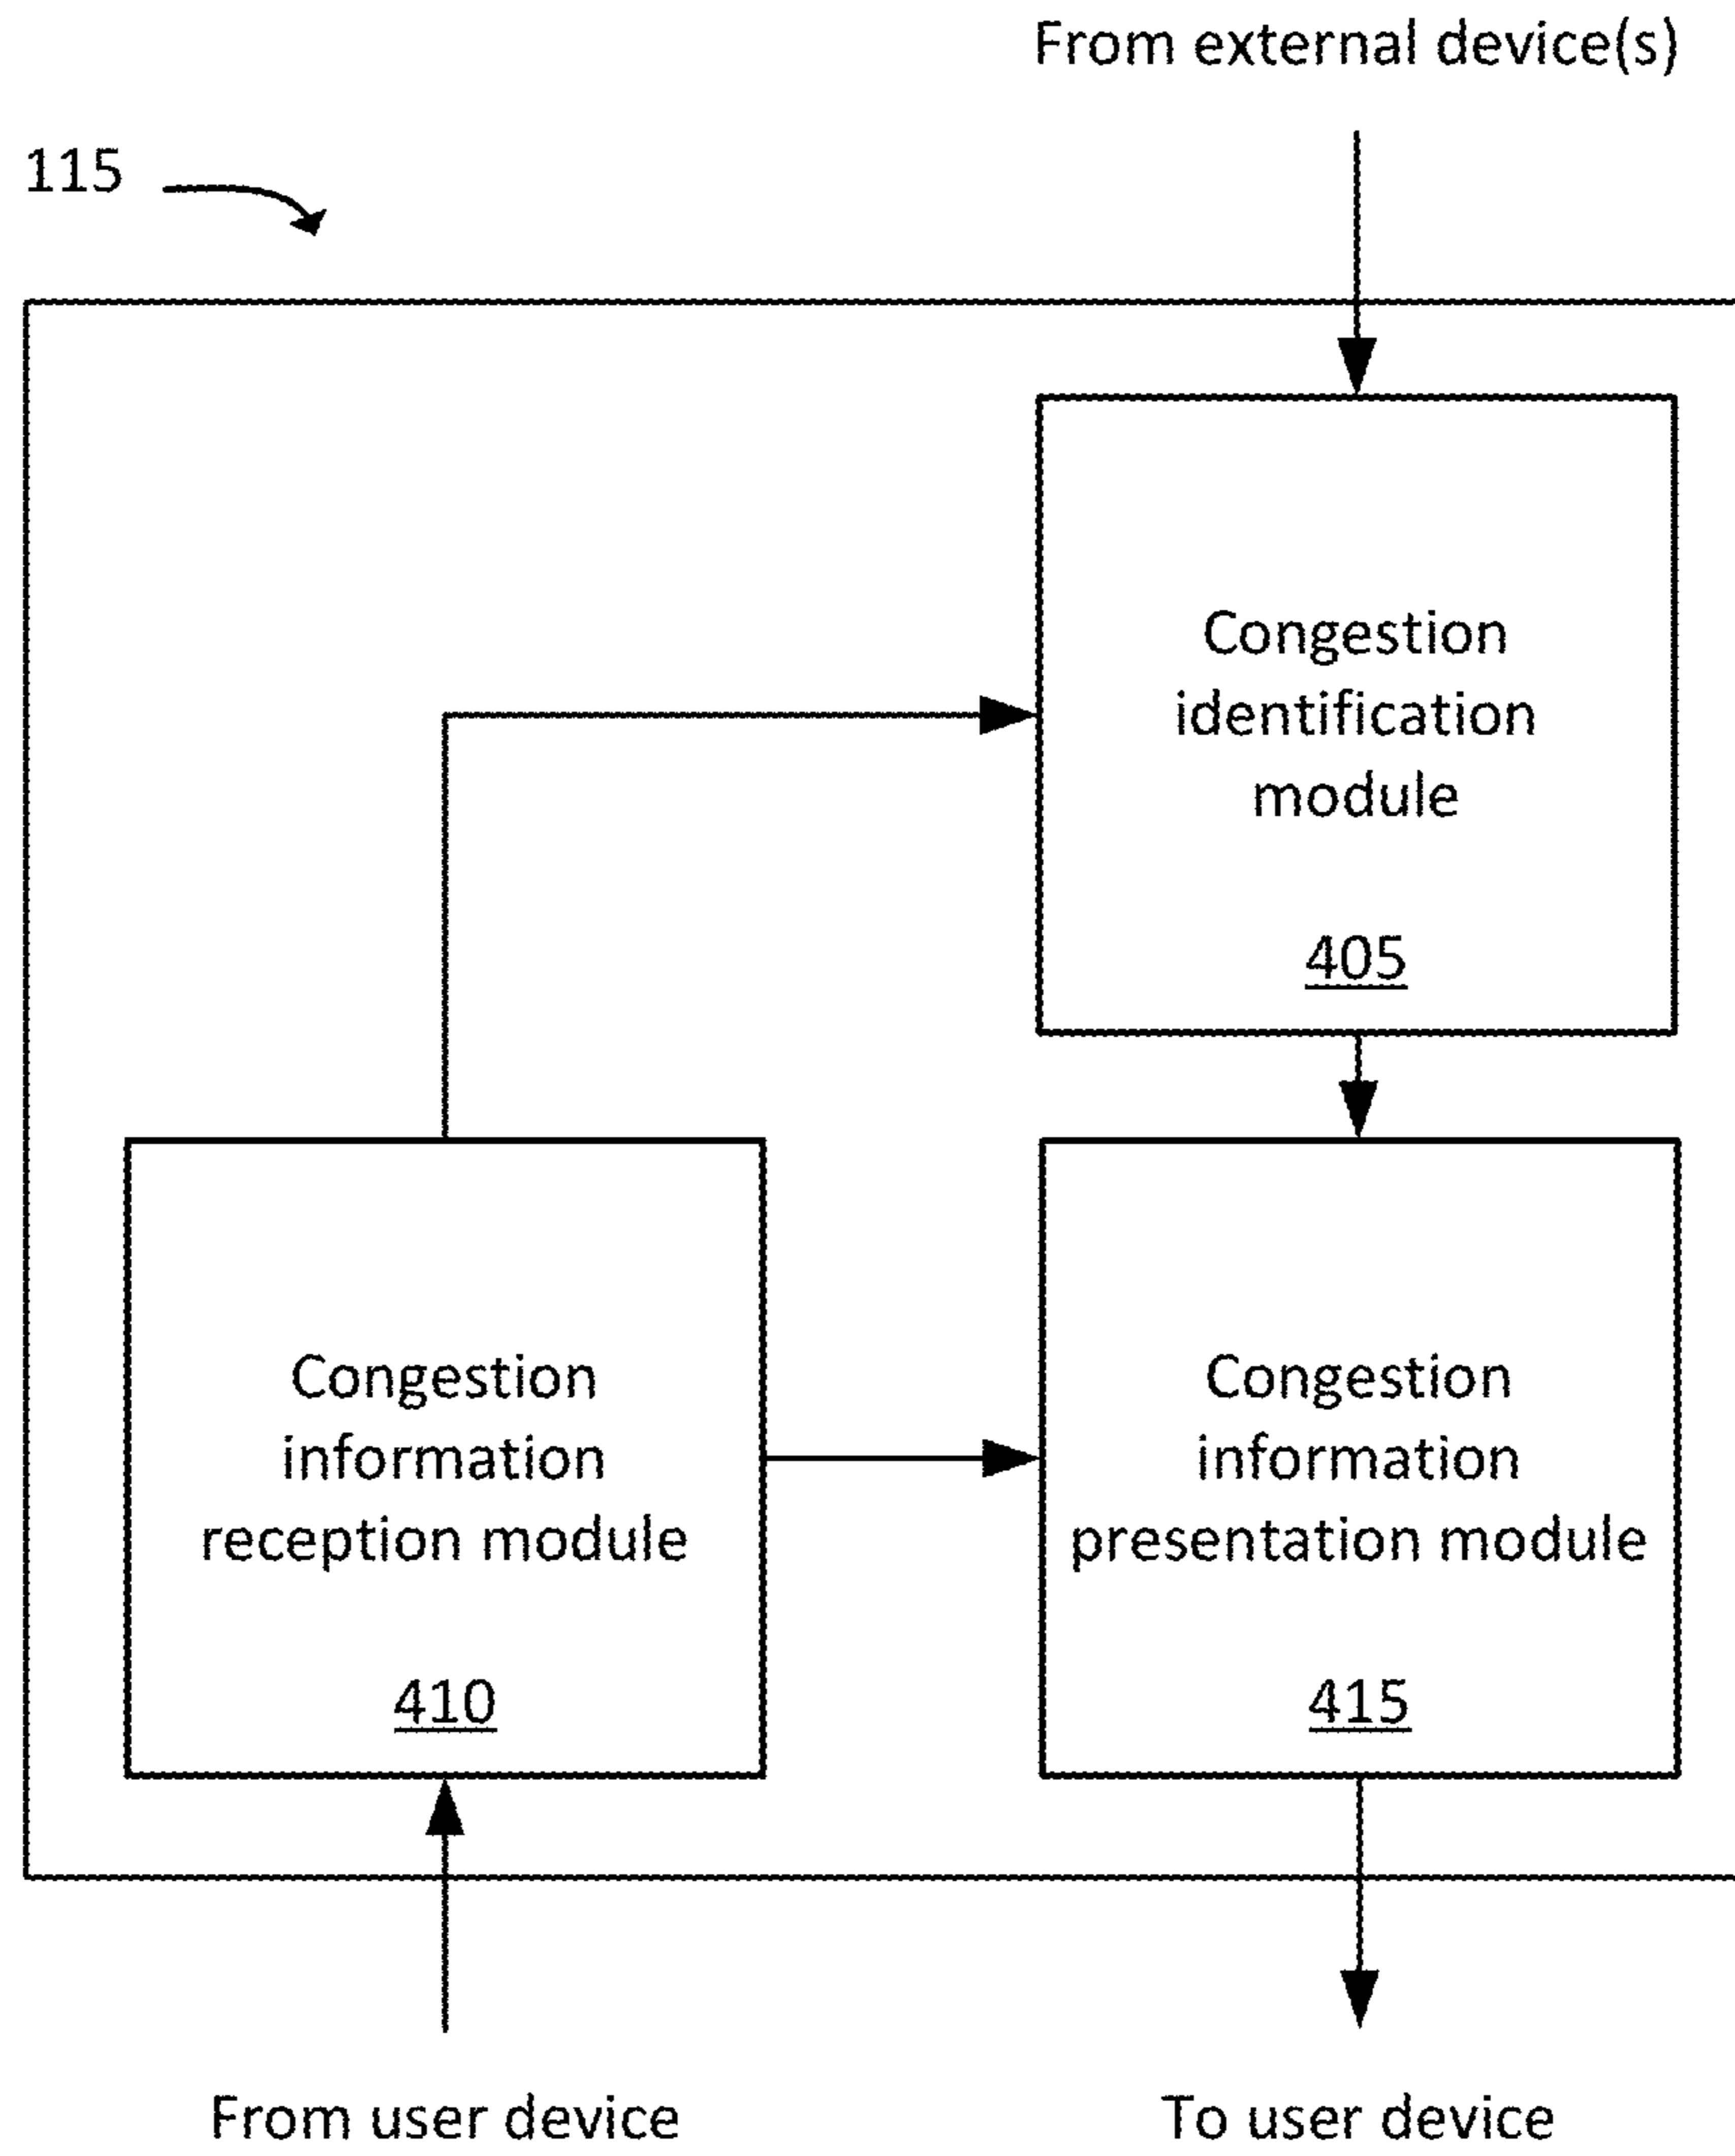 From external device(s)
115
Congestion
identification
module
405
Congestion
information
reception module
410
Congestion
information
presentation module
415
From user device
To user device